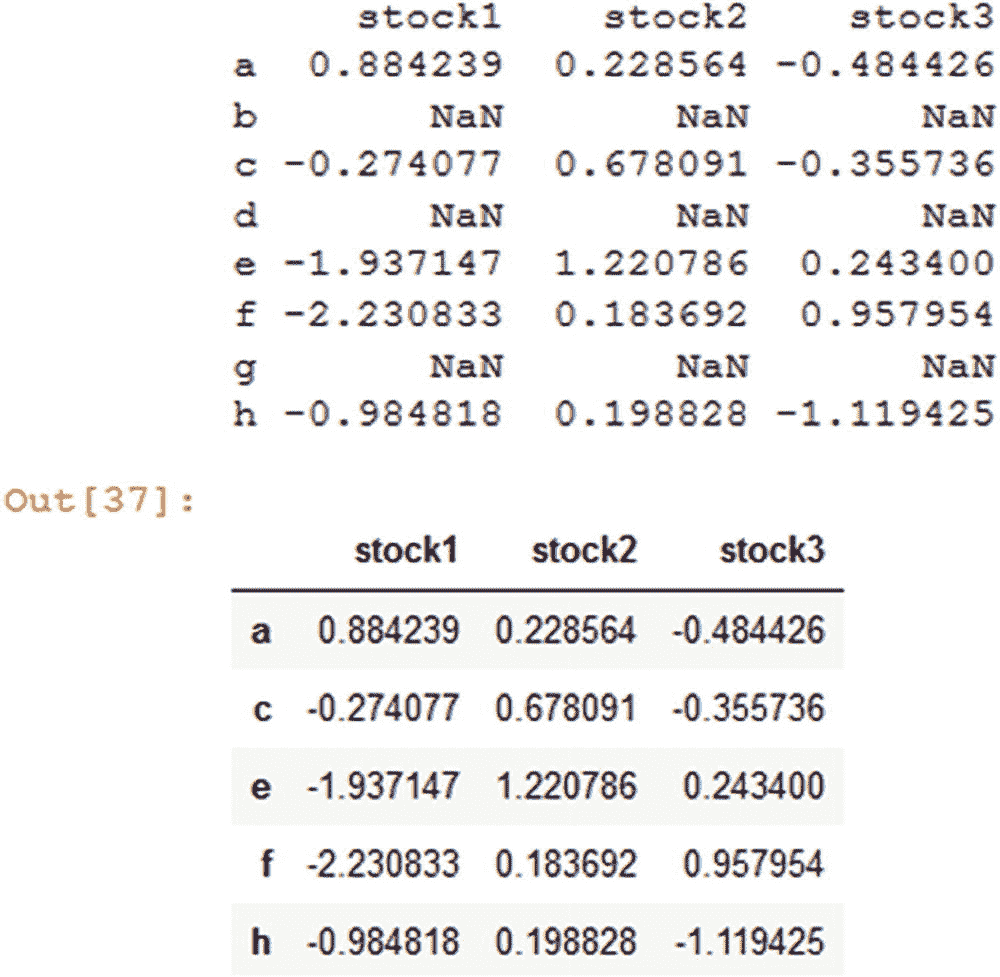 stock1 stock2 stock3
a 0.884239 0.228564 -0.484426
b NaN NaN NaN
c -0.274077 0.678091 -0.355736
d NaN NaN NaN
e -1.937147 1.220786 0.243400
f -2.230833 0.183692 0.957954
g NaN NaN NaN
h -0.984818 0.198828 -1.119425
Out[37]:
stock1 stock2 stock3
a 0.884239 0.228564 -0.484426
c -0.274077 0.678091 -0.355736
e -1.937147 1.220786 0.243400
f -2.230833 0.183692 0.957954
h -0.984818 0.198828 -1.119425